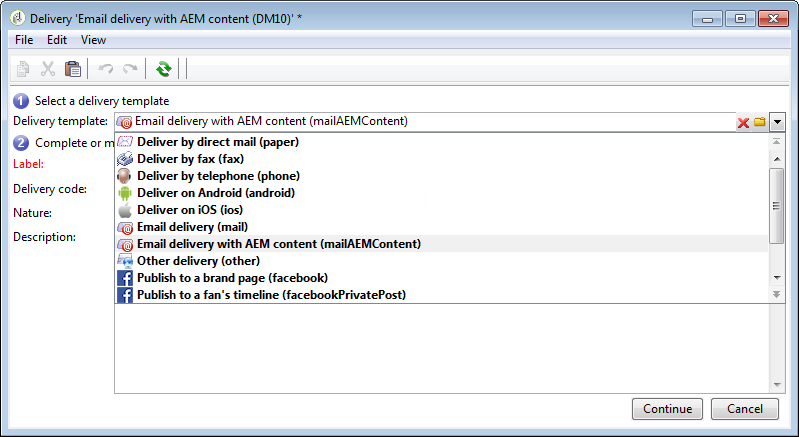 Delivery 'Email delivery with AEM content (DM10)' *
File Edit View
1 Select a delivery template
Delivery template: Email delivery with AEM content (mailAEMContent)
2 Complete or m
Deliver by direct mail (paper)
Deliver by fax (fax)
Label:
Deliver by telephone (phone)
Delivery code:
Deliver on Android (android)
Nature:
Deliver on iOS (ios)
Email delivery (mail)
Description:
Email delivery with AEM content (mailAEMContent)
Other delivery (other)
Publish to a brand page (facebook)
Publish to a fan's timeline (facebookPrivatePost)
Continue Cancel